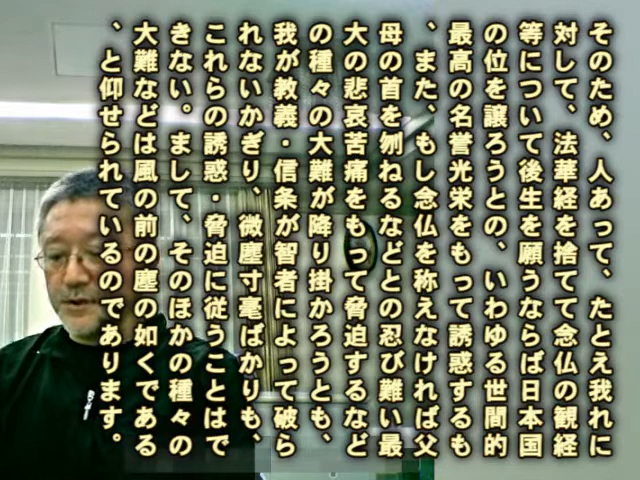 そのため、人あって、たとえ我れに
対して、法華経を捨てて念仏の観経
等について後生を願うならば日本国
の位を譲ろうとの、いわゆる世間的
最高の名誉光栄をもって誘惑するも
、また、もし念仏を称えなければ父
母の首を刎ねるなどとの忍び難い最
大の悲哀苦痛をもって脅迫するなど
の種々の大難が降り掛かろうとも、
我が教義・信条が智者によって破ら
れないかぎり、微塵寸毫ばかりも、
これらの誘惑・脅迫に従うことはで
きない。まして、そのほかの種々の
大難などは風の前の塵の如くである
、と仰せられているのであります。